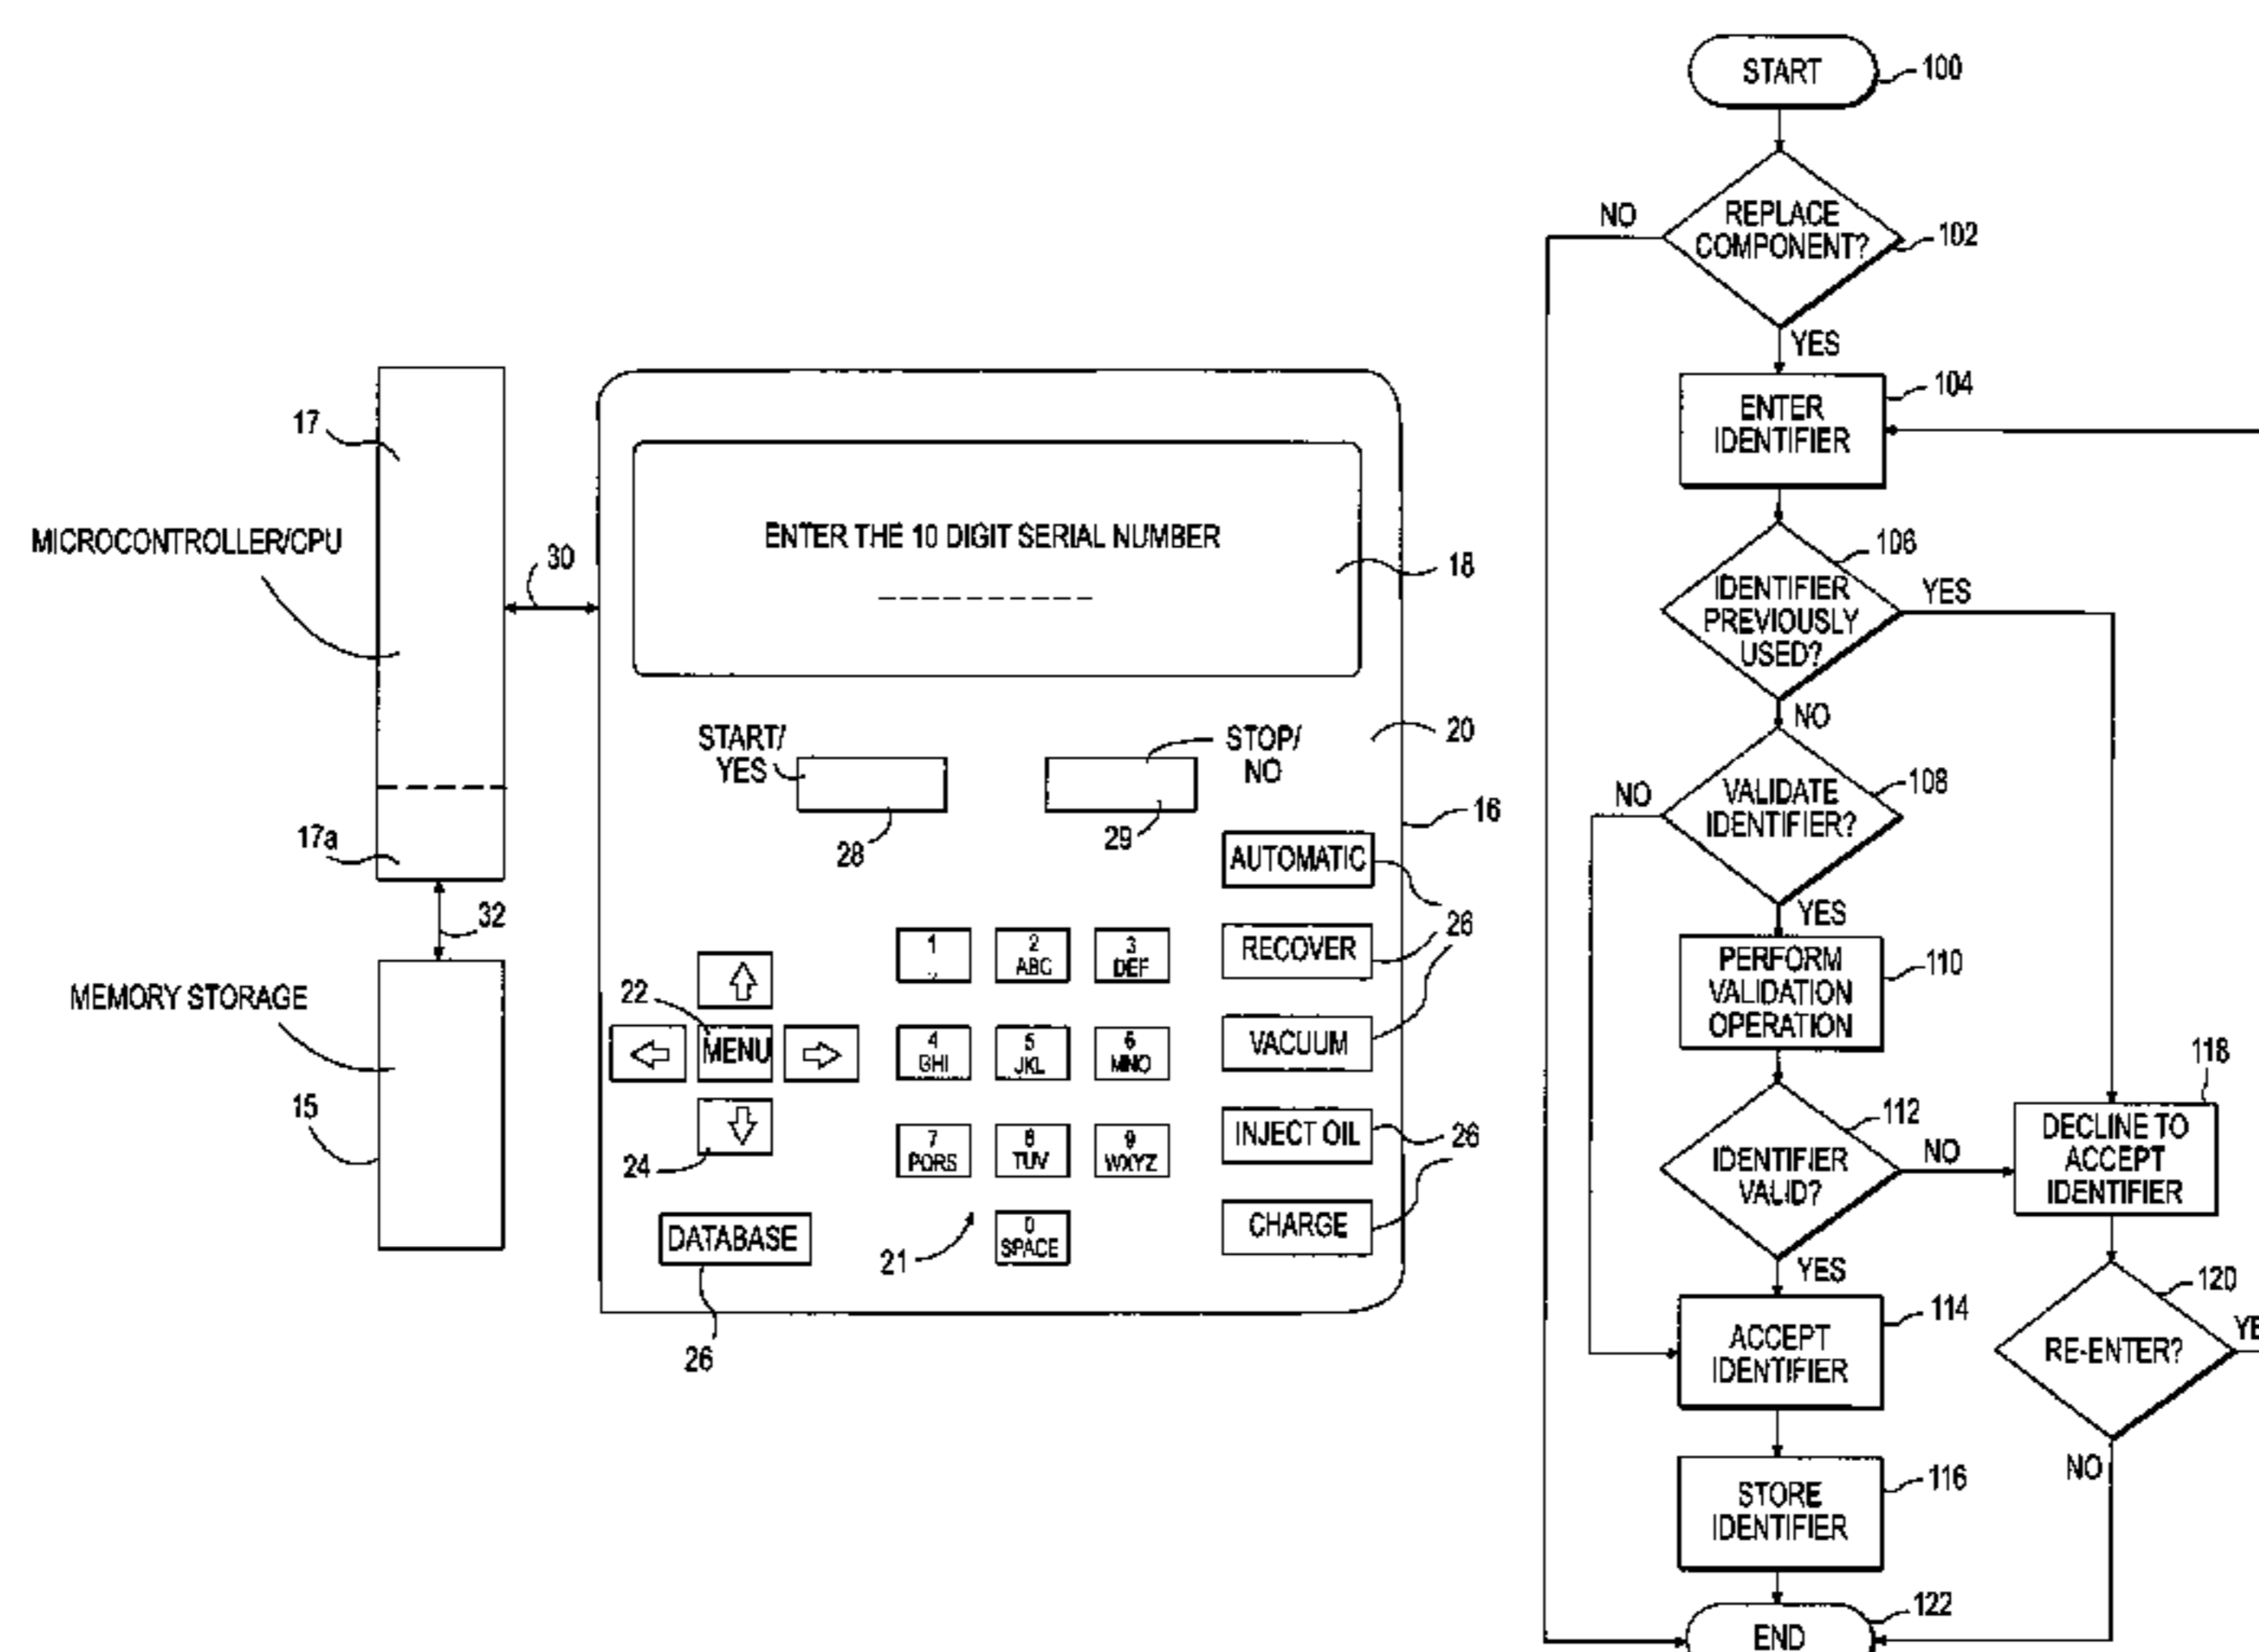 17
MICROCONTROLLER/CPU
30
17a
32
MEMORY STORAGE
15
ENTER THE 10 DIGIT SERIAL NUMBER
__________
18
START/
YES
STOP/
NO
20
28
29
16
AUTOMATIC
26
RECOVER
VACUUM
INJECT OIL
26
CHARGE
22
MENU
24
1
2
ABC
3
DEF
4
GHI
5
JKL
6
MNO
7
PQRS
8
TUV
9
WXYZ
0
SPACE
21
DATABASE
26
START
100
REPLACE
COMPONENT?
102
NO
YES
ENTER
IDENTIFIER
104
IDENTIFIER
PREVIOUSLY
USED?
106
YES
NO
VALIDATE
IDENTIFIER?
108
NO
YES
PERFORM
VALIDATION
OPERATION
110
IDENTIFIER
VALID?
112
NO
YES
DECLINE TO
ACCEPT
IDENTIFIER
118
RE-ENTER?
120
YE
NO
ACCEPT
IDENTIFIER
114
STORE
IDENTIFIER
116
END
122